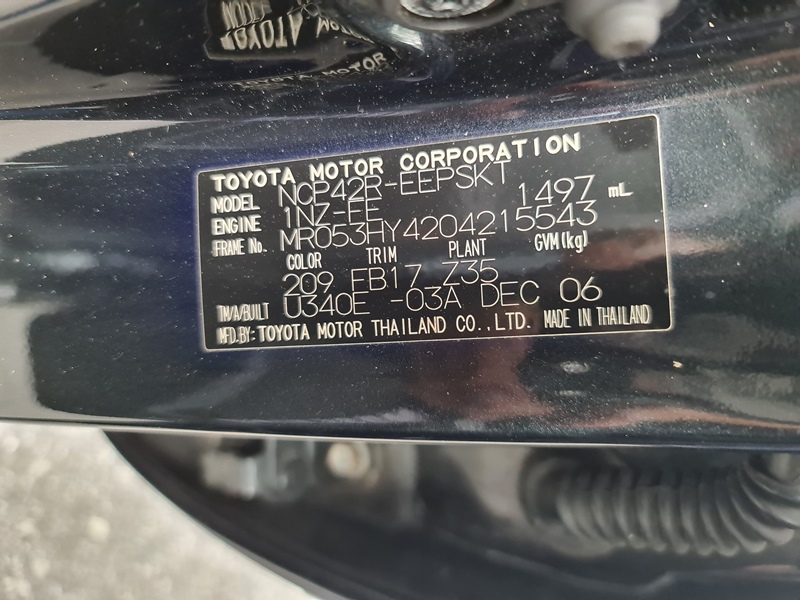 TOYOTA MOTOR CORPORATION
MODEL NCP42R-EEPSKT
ENGINE 1NZ-FE 1497 mL
FRAME No. MR053HY4204215543
COLOR TRIM PLANT GVM(kg)
209 FB17 Z35
TM/A/BUILT U340E -03A DEC 06
MFD.BY: TOYOTA MOTOR THAILAND CO.,LTD. MADE IN THAILAND